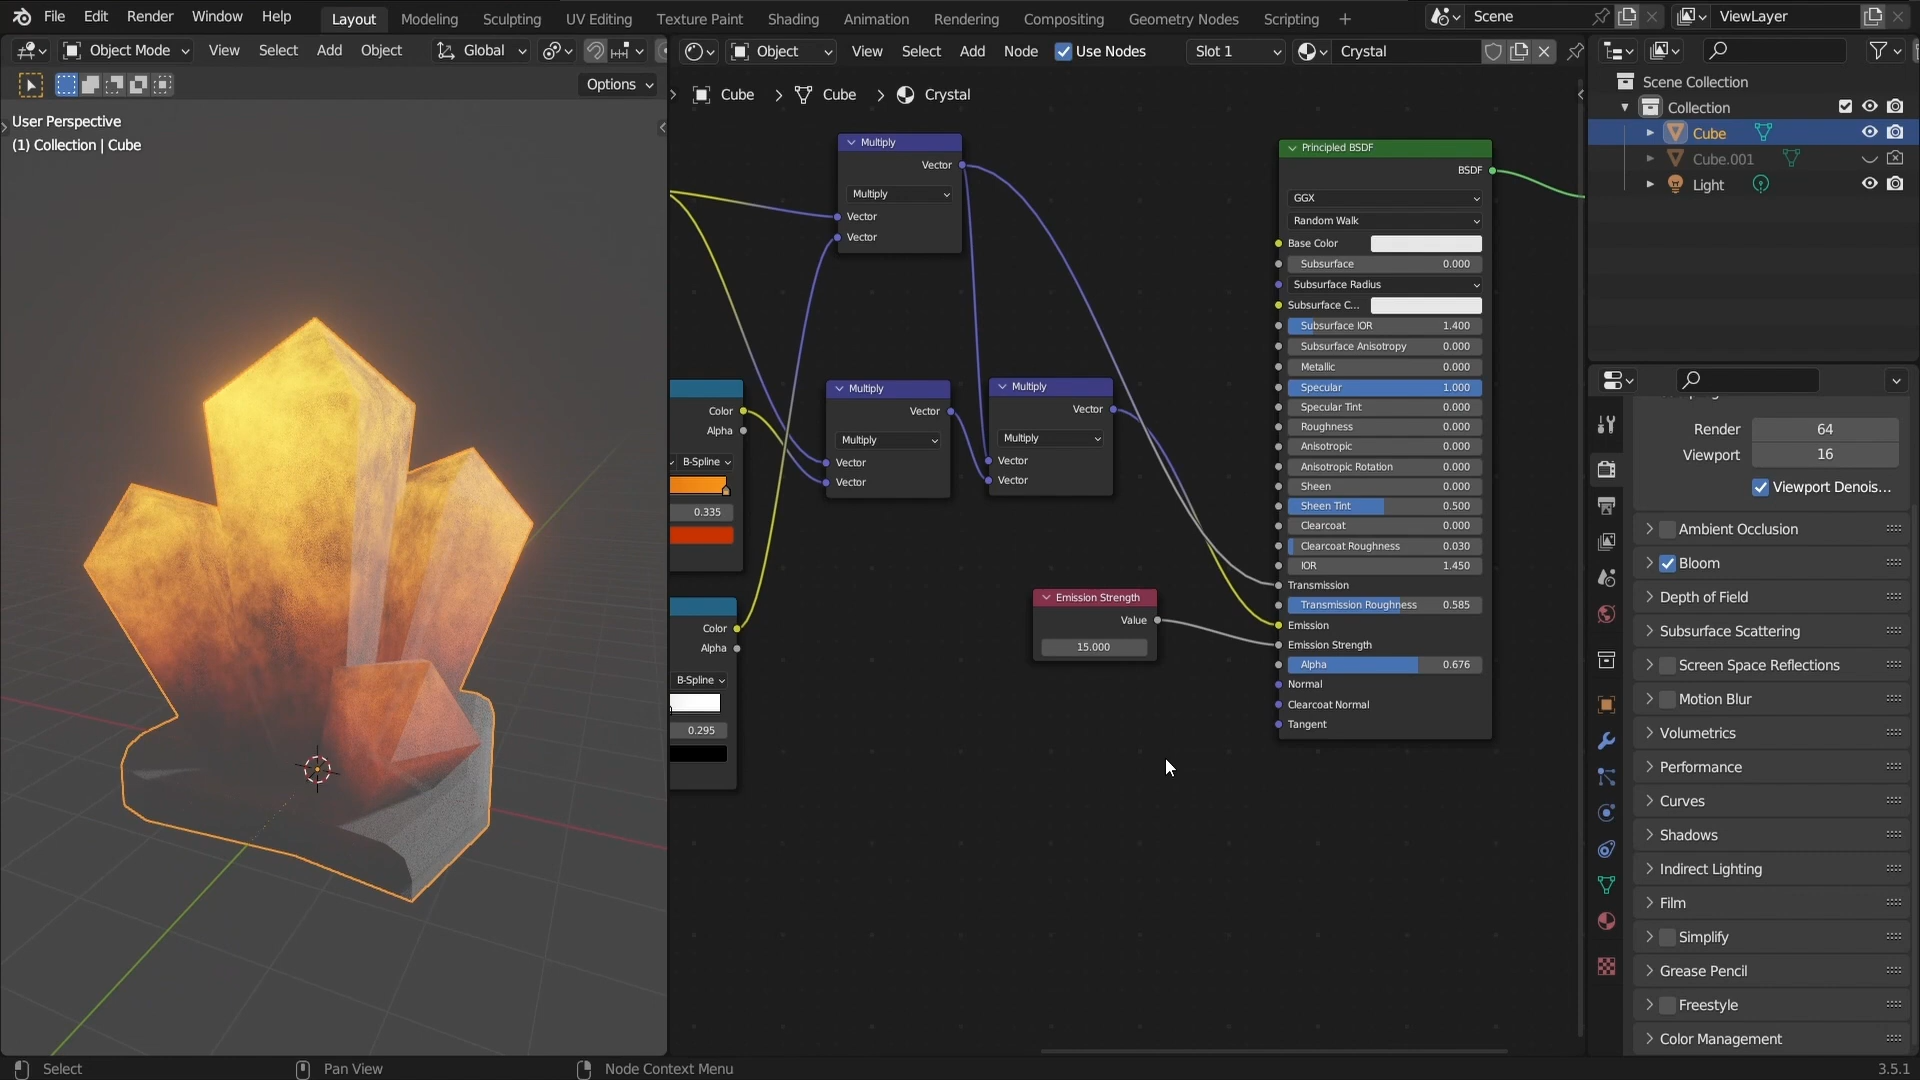 File Edit Render Window Help Layout Modeling Sculpting UV Editing Texture Paint Shading Animation Rendering Compositing Geometry Nodes Scripting + Scene ViewLayer
Object Mode View Select Add Object Global Object View Select Add Node Use Nodes Slot 1 Crystal
Options
Cube > Cube > Crystal
User Perspective
(1) Collection | Cube
Multiply
Vector
Multiply
Vector
Vector
Color
Alpha
B-Spline
0.335
Multiply
Vector
Multiply
Vector
Vector
Multiply
Vector
Multiply
Vector
Vector
Color
Alpha
B-Spline
0.295
Emission Strength
Value
15.000
Principled BSDF
BSDF
GGX
Random Walk
Base Color
Subsurface 0.000
Subsurface Radius
Subsurface C...
Subsurface IOR 1.400
Subsurface Anisotropy 0.000
Metallic 0.000
Specular 1.000
Specular Tint 0.000
Roughness 0.000
Anisotropic 0.000
Anisotropic Rotation 0.000
Sheen 0.000
Sheen Tint 0.500
Clearcoat 0.000
Clearcoat Roughness 0.030
IOR 1.450
Transmission
Transmission Roughness 0.585
Emission
Emission Strength
Alpha 0.676
Normal
Clearcoat Normal
Tangent
Scene Collection
Collection
Cube
Cube.001
Light
Render 64
Viewport 16
Viewport Denois...
Ambient Occlusion
Bloom
Depth of Field
Subsurface Scattering
Screen Space Reflections
Motion Blur
Volumetrics
Performance
Curves
Shadows
Indirect Lighting
Film
Simplify
Grease Pencil
Freestyle
Color Management
Select Pan View Node Context Menu 3.5.1